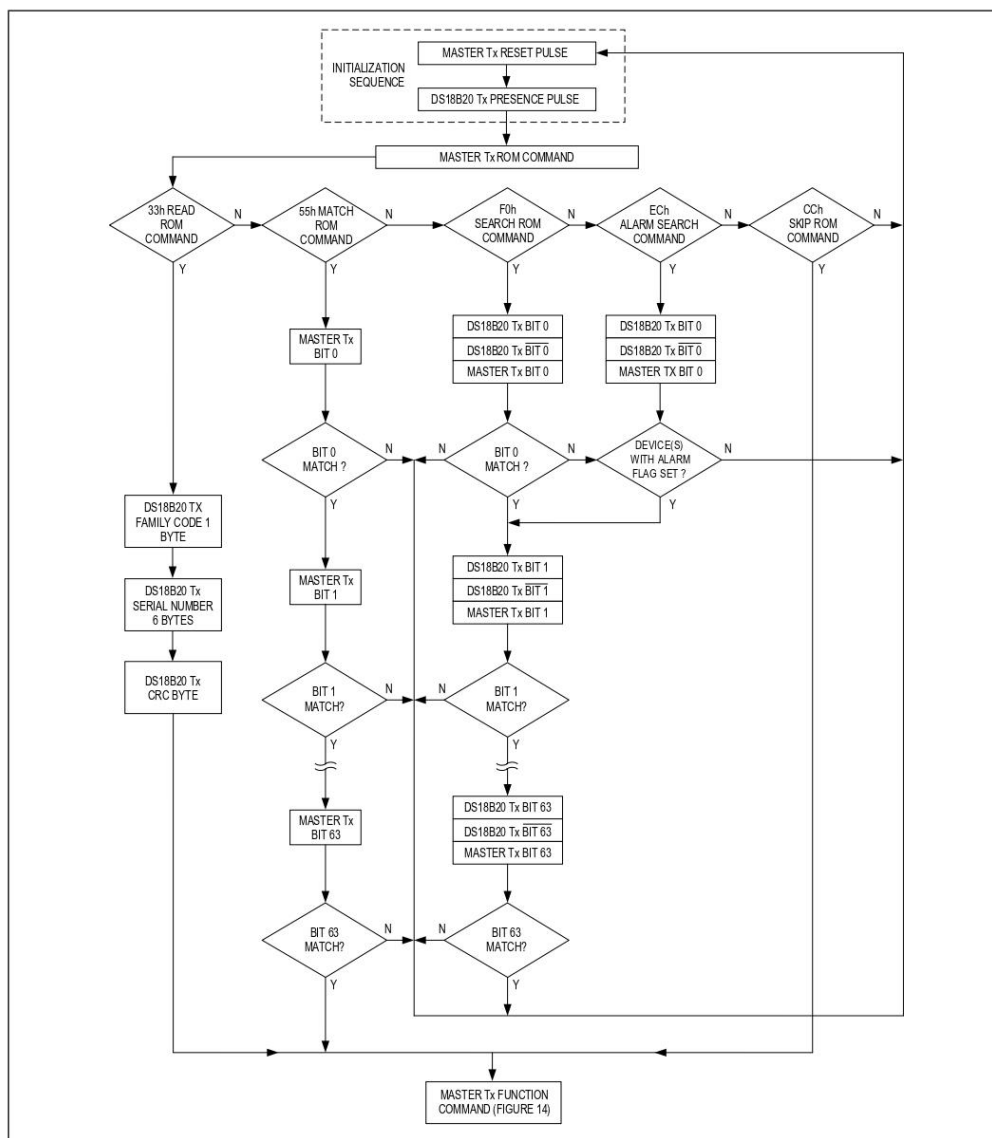 MASTER Tx RESET PULSE
INITIALIZATION
SEQUENCE
DS18B20 Tx PRESENCE PULSE
MASTER Tx ROM COMMAND
33h READ
ROM
COMMAND
N
Y
55h MATCH
ROM
COMMAND
N
Y
F0h
SEARCH ROM
COMMAND
N
Y
ECh
ALARM SEARCH
COMMAND
N
Y
CCh
SKIP ROM
COMMAND
N
Y
MASTER Tx
BIT 0
DS18B20 Tx BIT 0
DS18B20 Tx B̅I̅T̅ ̅0̅
MASTER Tx BIT 0
DS18B20 Tx BIT 0
DS18B20 Tx B̅I̅T̅ ̅0̅
MASTER TX BIT 0
BIT 0
MATCH ?
N
Y
N
BIT 0
MATCH ?
N
Y
DEVICE(S)
WITH ALARM
FLAG SET ?
N
Y
DS18B20 TX
FAMILY CODE 1
BYTE
DS18B20 Tx
SERIAL NUMBER
6 BYTES
DS18B20 Tx
CRC BYTE
MASTER Tx
BIT 1
DS18B20 Tx BIT 1
DS18B20 Tx B̅I̅T̅ ̅1̅
MASTER Tx BIT 1
BIT 1
MATCH?
N
Y
N
BIT 1
MATCH?
Y
MASTER Tx
BIT 63
DS18B20 Tx BIT 63
DS18B20 Tx B̅I̅T̅ ̅6̅3̅
MASTER Tx BIT 63
BIT 63
MATCH?
N
Y
N
BIT 63
MATCH?
Y
MASTER Tx FUNCTION
COMMAND (FIGURE 14)